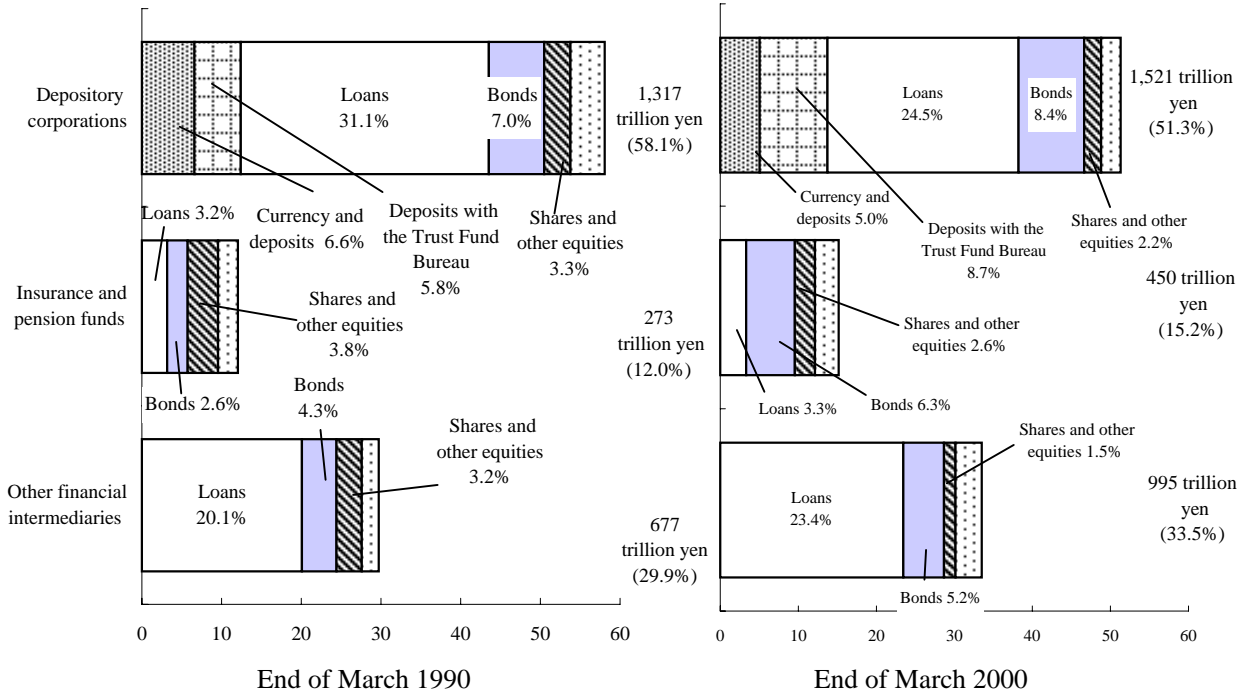 Depository
corporations
Loans
31.1%
Bonds
7.0%
1,317
trillion yen
(58.1%)
Loans 3.2%
Currency and
deposits 6.6%
Deposits with
the Trust Fund
Bureau
5.8%
Shares and
other equities
3.3%
Insurance and
pension funds
Shares and
other equities
3.8%
273
trillion yen
(12.0%)
Bonds 2.6%
Bonds
4.3%
Shares and
other equities
3.2%
Other financial
intermediaries
Loans
20.1%
677
trillion yen
(29.9%)
0
10
20
30
40
50
60
End of March 1990
Loans
24.5%
Bonds
8.4%
1,521 trillion
yen
(51.3%)
Currency and
deposits 5.0%
Deposits with the
Trust Fund Bureau
8.7%
Shares and other
equities 2.2%
450 trillion
yen
(15.2%)
Shares and other
equities 2.6%
Loans 3.3%
Bonds 6.3%
Shares and other
equities 1.5%
Loans
23.4%
995 trillion
yen
(33.5%)
Bonds 5.2%
0
10
20
30
40
50
60
End of March 2000